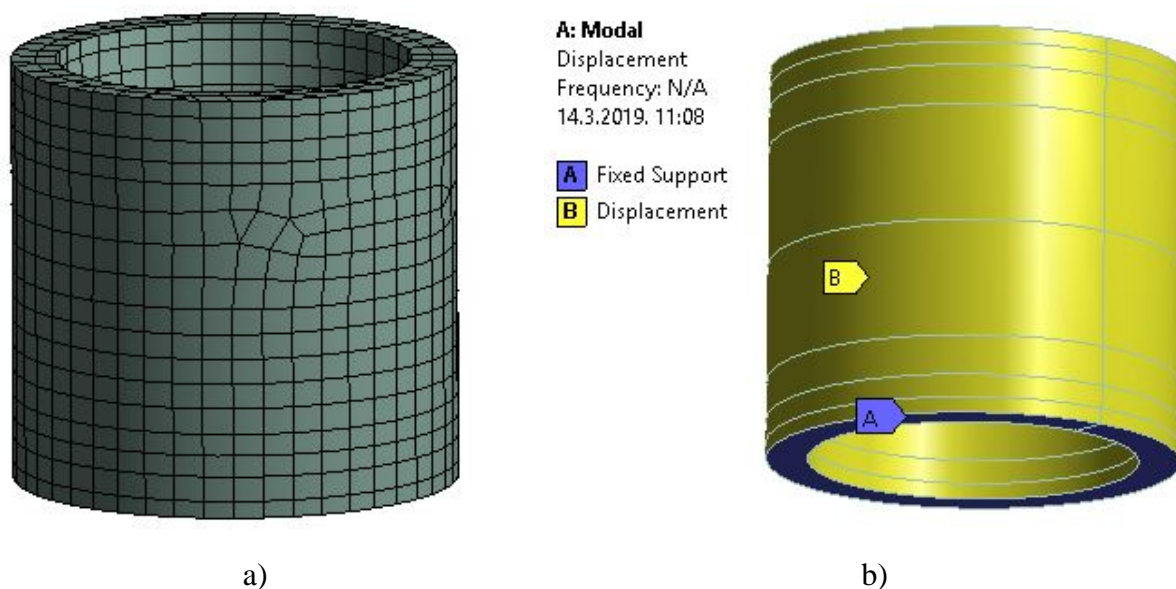 A: Modal
Displacement
Frequency: N/A
14.3.2019. 11:08
A Fixed Support
B Displacement
B
A
a) b)